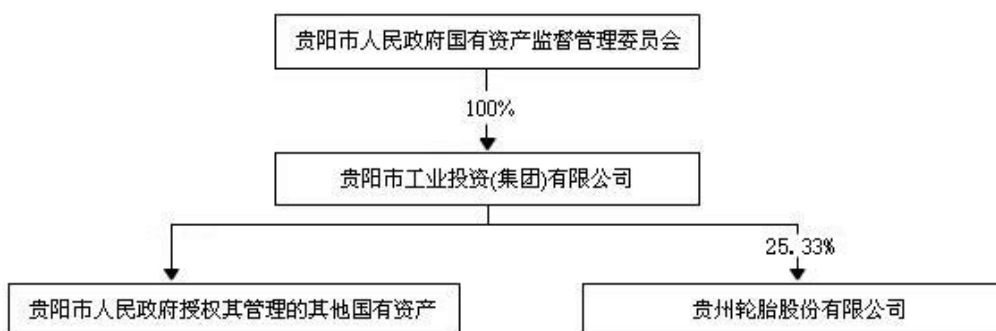 贵阳市人民政府国有资产监督管理委员会
100%
贵阳市工业投资(集团)有限公司
25.33%
贵阳市人民政府授权其管理的其他国有资产
贵州轮胎股份有限公司